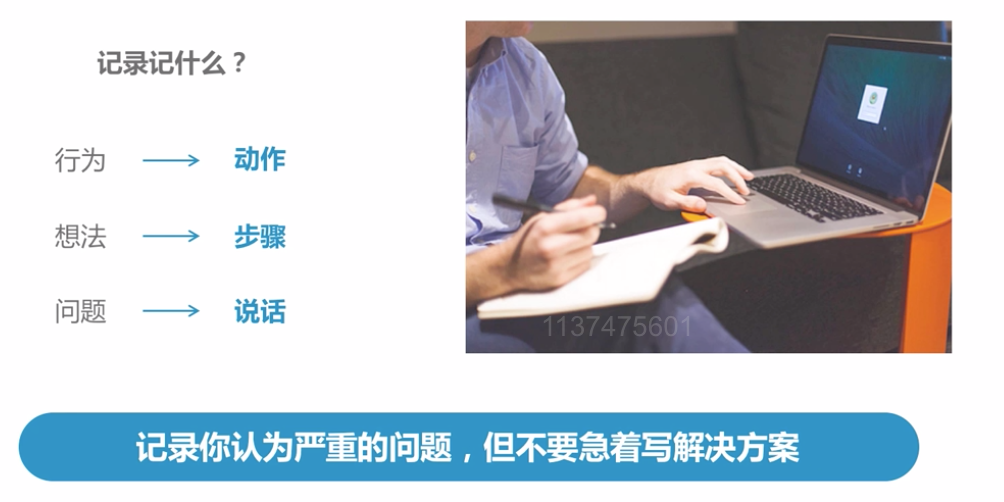 记录记什么？
行为 → 动作
想法 → 步骤
问题 → 说话
1137475601
记录你认为严重的问题，但不要急着写解决方案